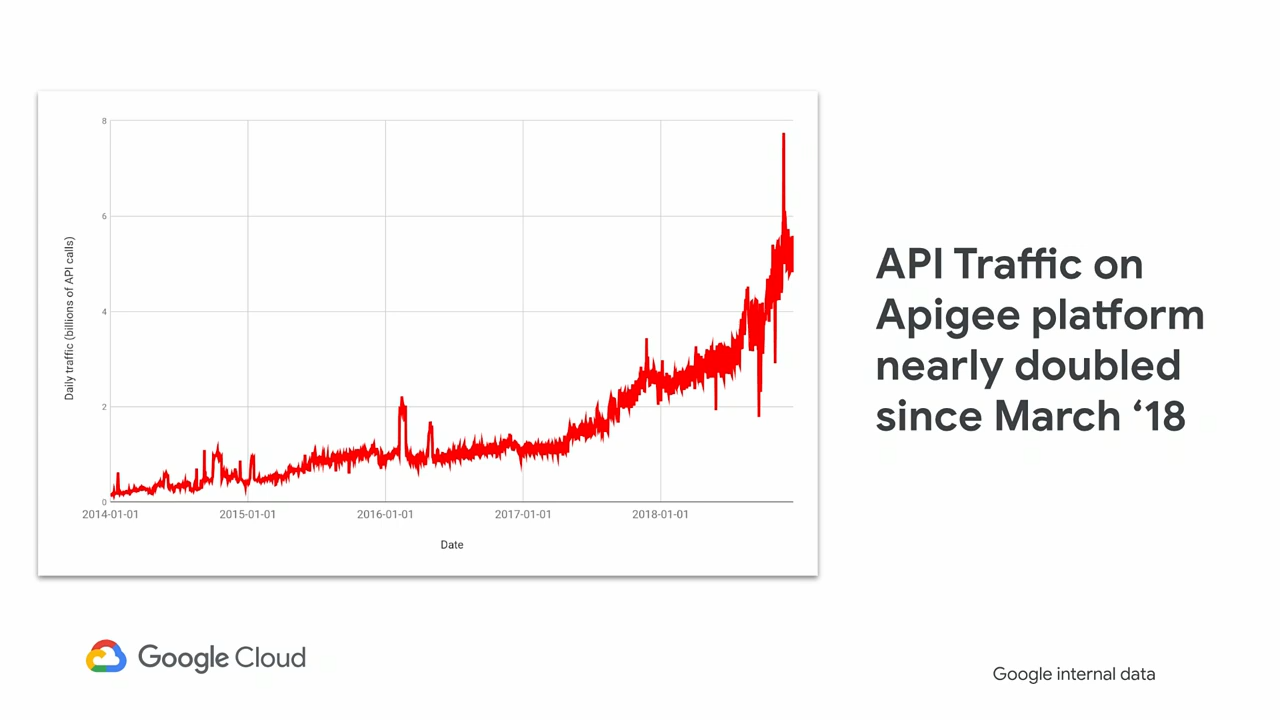 8
6
4
2
0
Daily traffic (billions of API calls)
2014-01-01
2015-01-01
2016-01-01
2017-01-01
2018-01-01
Date
API Traffic on
Apigee platform
nearly doubled
since March ‘18
Google Cloud
Google internal data